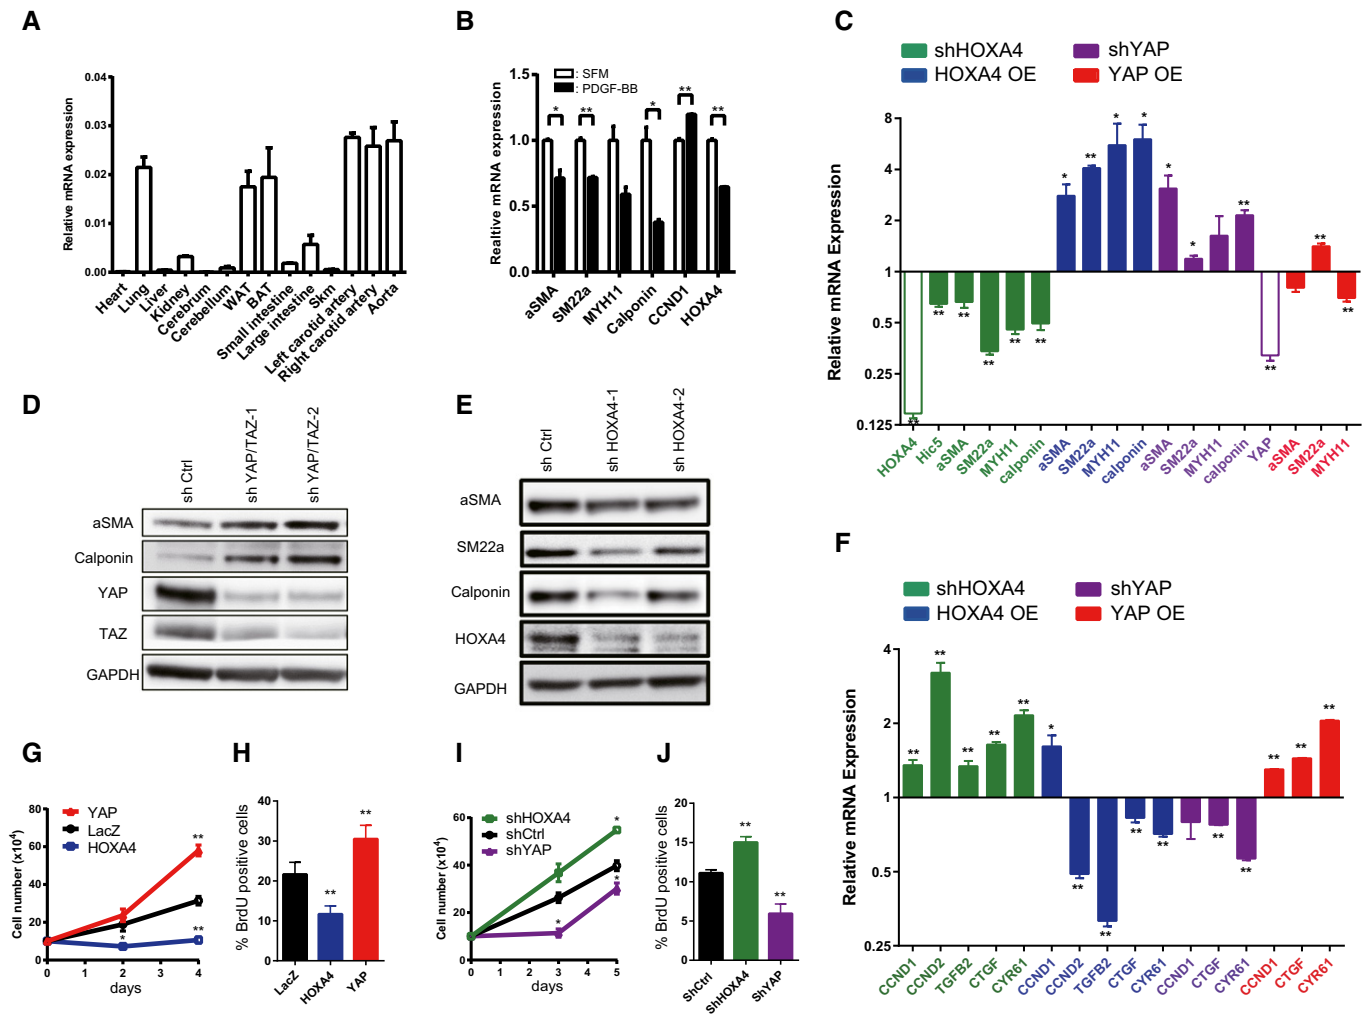 A
Relative mRNA expression
0.04
0.03
0.02
0.01
0.00
Heart
Lung
Liver
Kidney
Cerebrum
Cerebellum
WAT
BAT
Small intestine
Large intestine
Skm
Left carotid artery
Right carotid artery
Aorta
B
Realtive mRNA expression
1.5
1.0
0.5
0.0
: SFM
: PDGF-BB
* ** * ** **
aSMA
SM22a
MYH11
Calponin
CCND1
HOXA4
C
shHOXA4
shYAP
HOXA4 OE
YAP OE
Relative mRNA Expression
8
4
2
1
0.5
0.25
0.125
** ** ** ** ** ** * ** * * * * ** ** ** **
HOXA4
Hic5
aSMA
SM22a
MYH11
calponin
aSMA
SM22a
MYH11
calponin
aSMA
SM22a
MYH11
calponin
YAP
aSMA
SM22a
MYH11
D
sh Ctrl
sh YAP/TAZ-1
sh YAP/TAZ-2
aSMA
Calponin
YAP
TAZ
GAPDH
E
sh Ctrl
sh HOXA4-1
sh HOXA4-2
aSMA
SM22a
Calponin
HOXA4
GAPDH
F
shHOXA4
shYAP
HOXA4 OE
YAP OE
Relative mRNA Expression
4
2
1
0.5
0.25
** ** ** ** ** * ** ** ** ** ** ** ** ** **
CCND1
CCND2
TGFB2
CTGF
CYR61
CCND1
CCND2
TGFB2
CTGF
CYR61
CCND1
CTGF
CYR61
CCND1
CTGF
CYR61
G
Cell number (x10⁴)
80
60
40
20
0
YAP
LacZ
HOXA4
** ** *
0 1 2 3 4
days
H
% BrdU positive cells
40
30
20
10
0
** **
LacZ
HOXA4
YAP
I
Cell number (x10⁴)
60
40
20
0
shHOXA4
shCtrl
shYAP
* * *
0 1 2 3 4 5
days
J
% BrdU positive cells
20
15
10
5
0
** **
ShCtrl
ShHOXA4
ShYAP